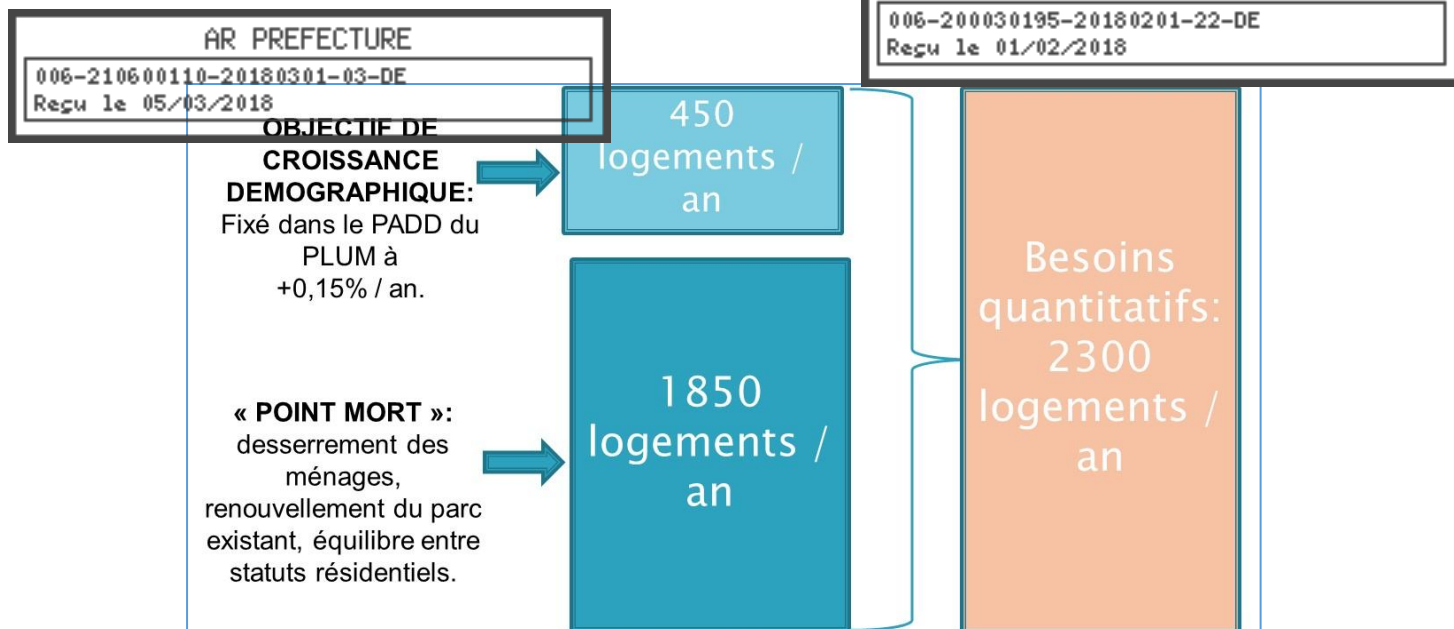 AR PREFECTURE
006-210600110-20180301-03-DE
Reçu le 05/03/2018
006-200030195-20180201-22-DE
Reçu le 01/02/2018
OBJECTIF DE
CROISSANCE
DEMOGRAPHIQUE:
Fixé dans le PADD du
PLUM à
+0,15% / an.
450
logements /
an
« POINT MORT »:
desserrement des
ménages,
renouvellement du parc
existant, équilibre entre
statuts résidentiels.
1850
logements /
an
Besoins
quantitatifs:
2300
logements /
an